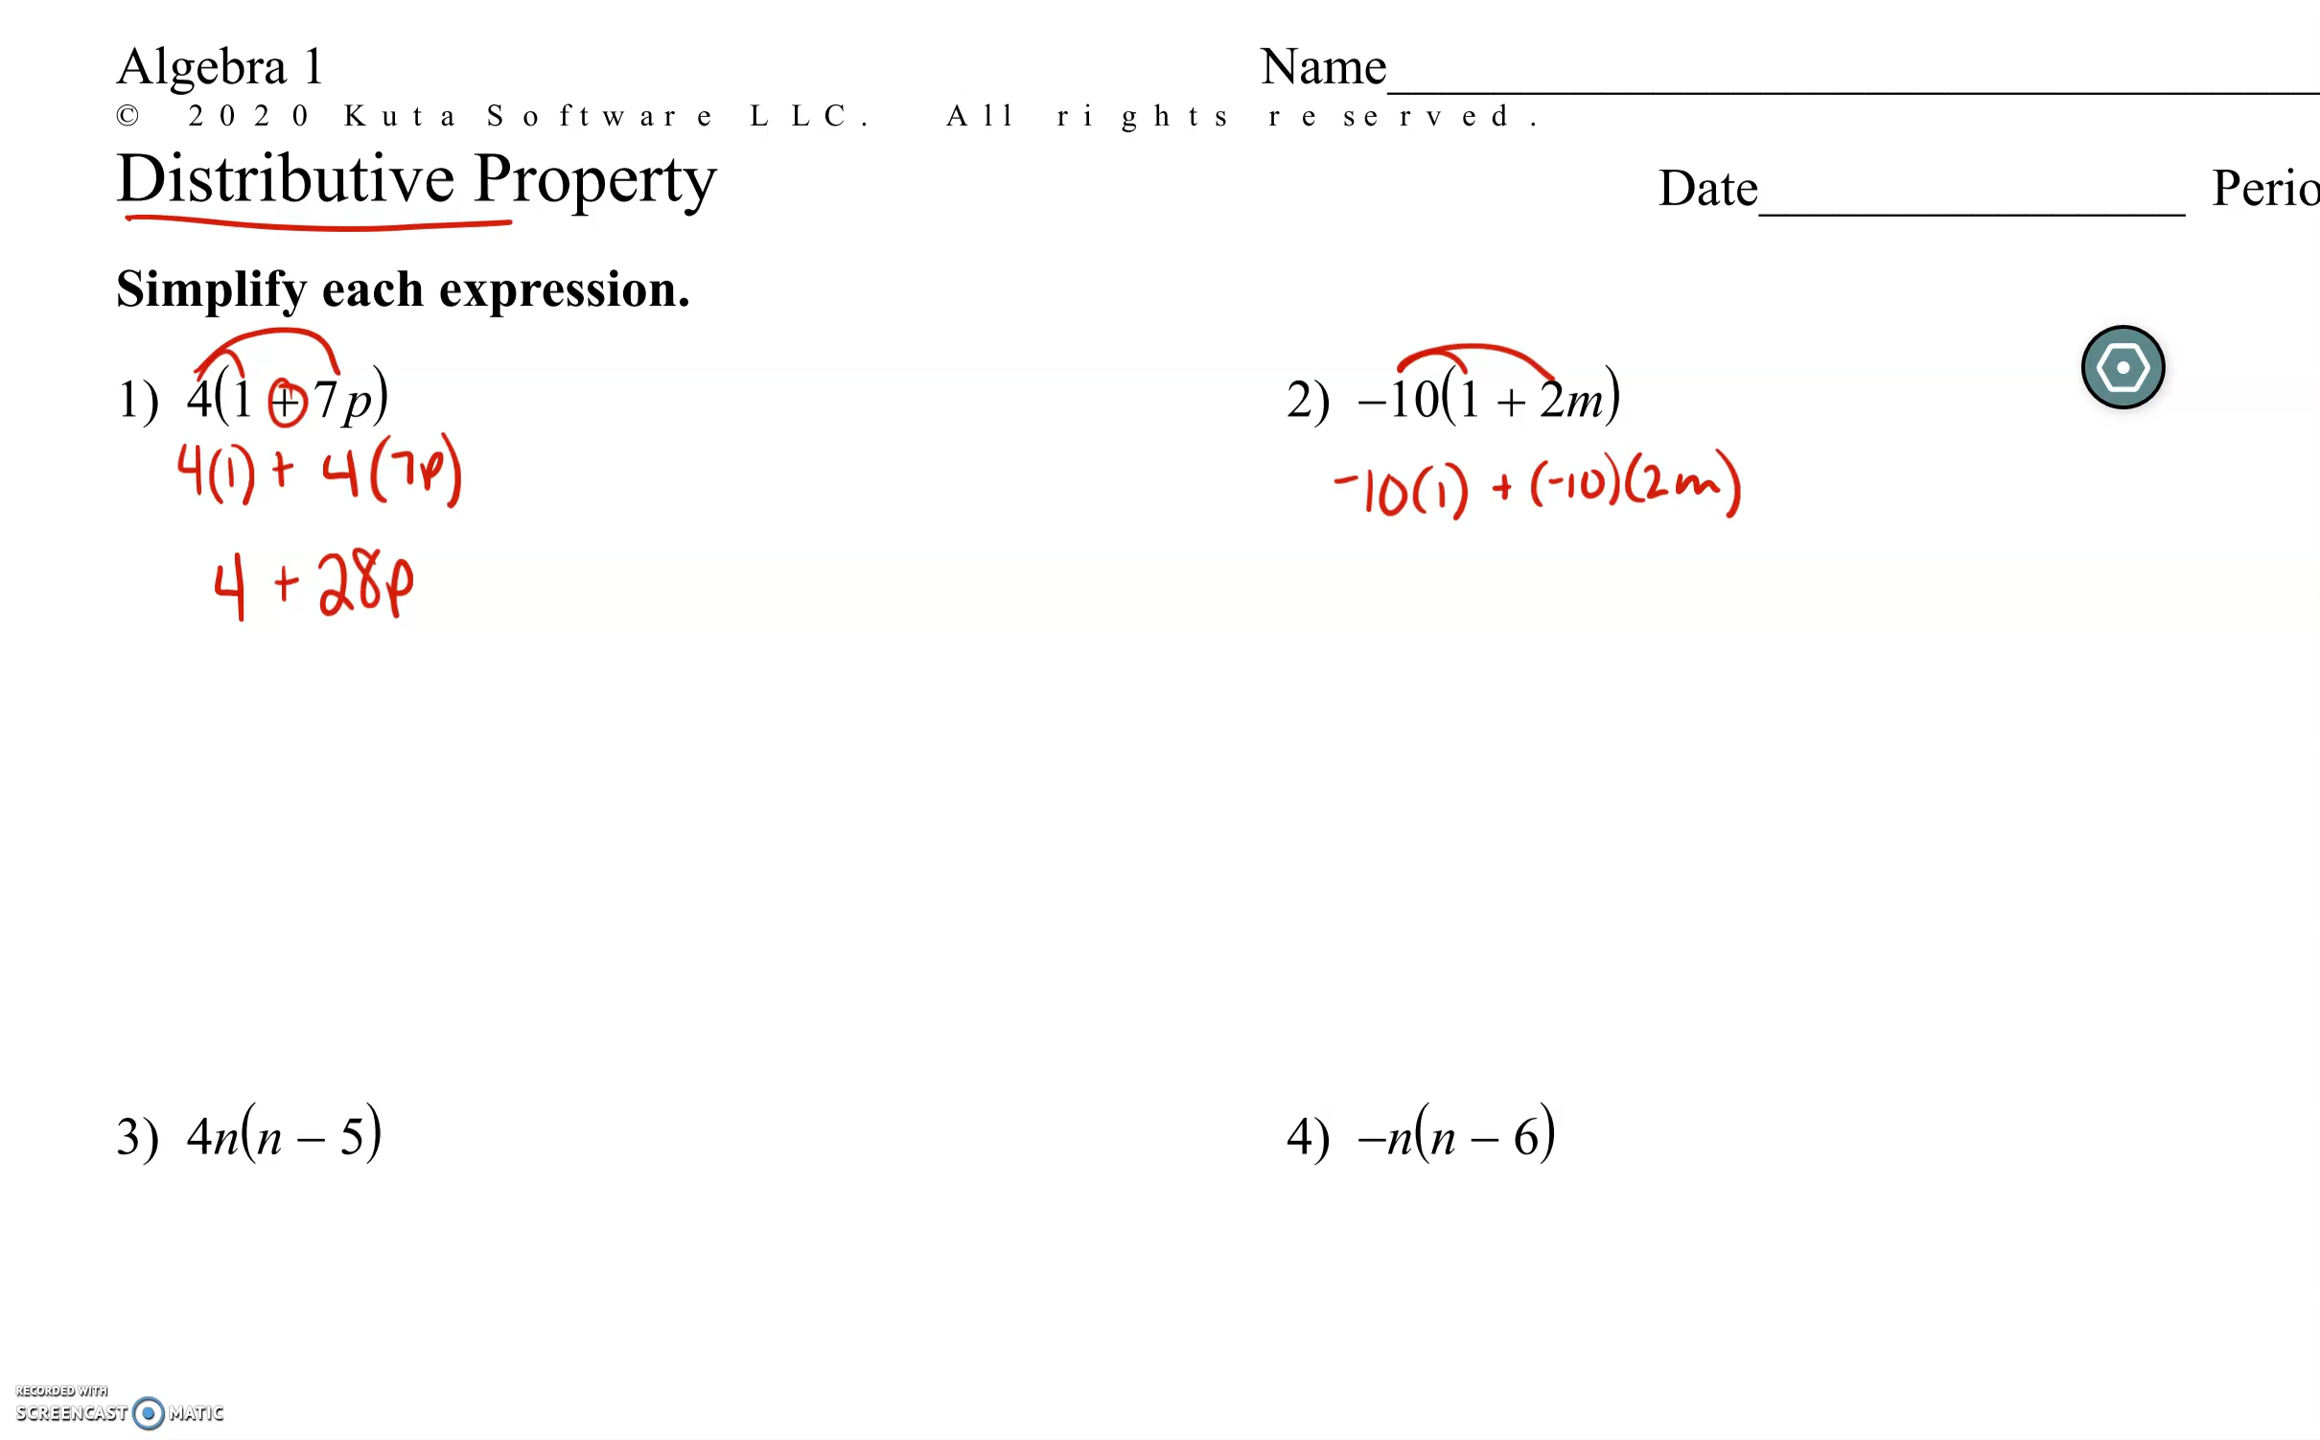 Algebra 1
Name
© 2020 Kuta Software LLC. All rights reserved.
Distributive Property
Date Perio
Simplify each expression.
1) 4(1 + 7p)
4(1) + 4(7p)
4 + 28p
2) −10(1 + 2m)
-10(1) + (-10)(2m)
3) 4n(n − 5)
4) −n(n − 6)
RECORDED WITH
SCREENCAST MATIC